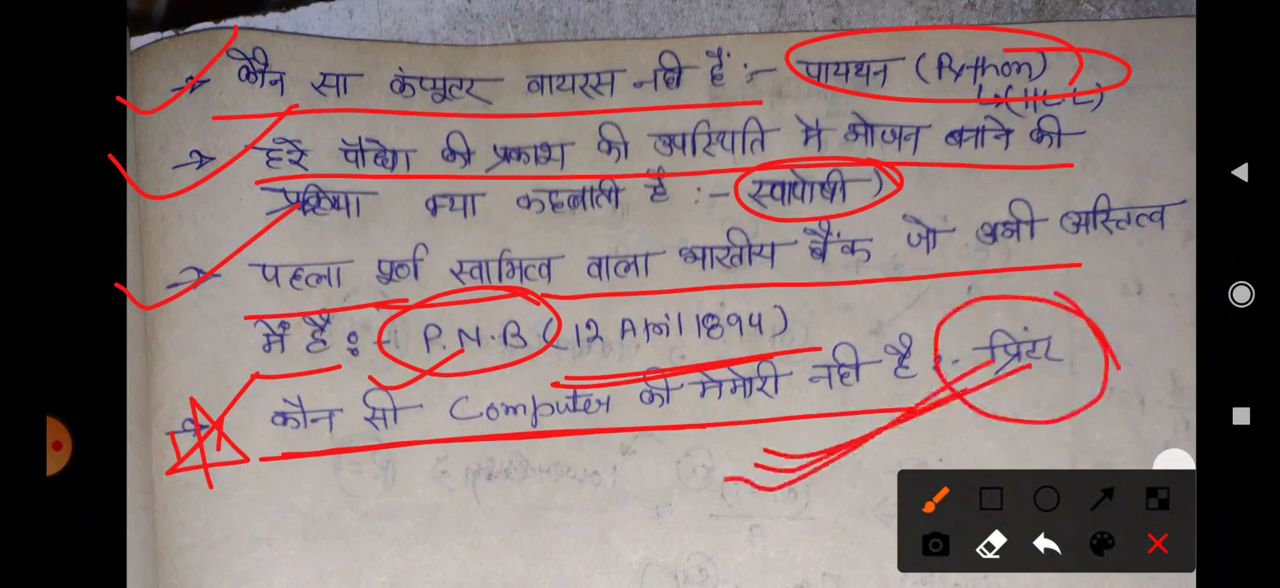 → कौन सा कंप्यूटर वायरस नही हैं :- पायथन (Python)
→ हरे पौधो की प्रकाश की उपस्थिति मे भोजन बनाने की
प्रक्रिया क्या कहलाती है :- स्वपोषी
→ पहला पूर्ण स्वामित्व वाला भारतीय बैंक जो अभी अस्तित्व
में है :- P.N.B (12 April 1894)
कौन सी Computer की मेमोरी नही है :- प्रिंटर